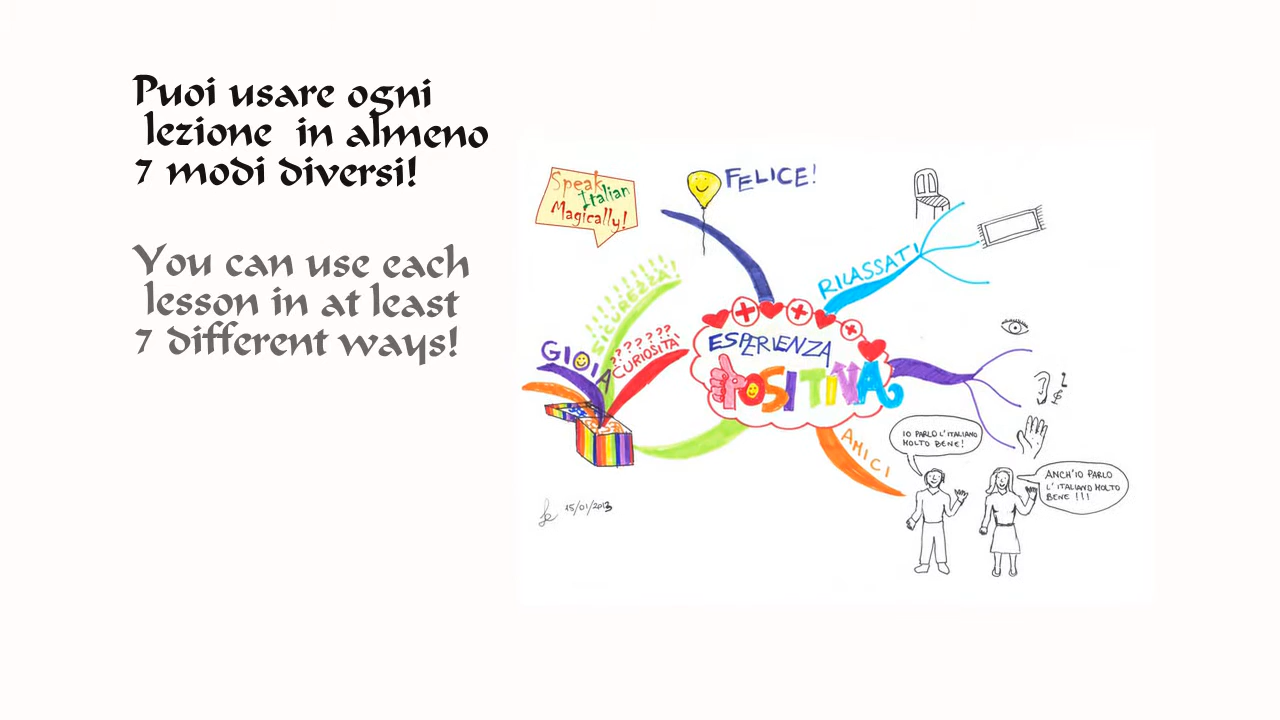 Puoi usare ogni
lezione in almeno
7 modi diversi!
You can use each
lesson in at least
7 different ways!
Speak
Italian
Magically!
FELICE!
RILASSATI
SICUREZZA!
GIOIA
??????
CURIOSITÀ
ESPERIENZA
POSITIVA
AMICI
IO PARLO L'ITALIANO
MOLTO BENE!
ANCH'IO PARLO
L'ITALIANO MOLTO
BENE !!!
15/01/2013